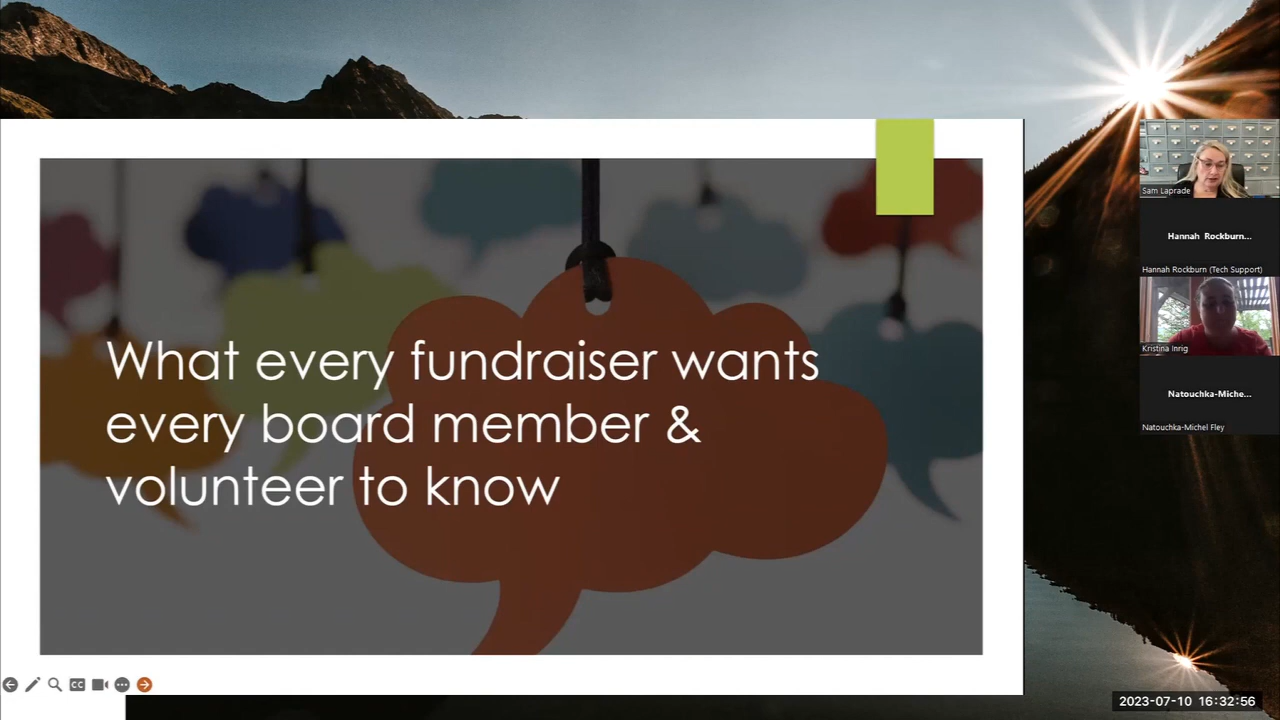 What every fundraiser wants
every board member &
volunteer to know
Sam Laprade
Hannah Rockburn...
Hannah Rockburn (Tech Support)
Kristina Inrig
Natouchka-Miche...
Natouchka-Michel Fley
CC
2023-07-10 16:32:56